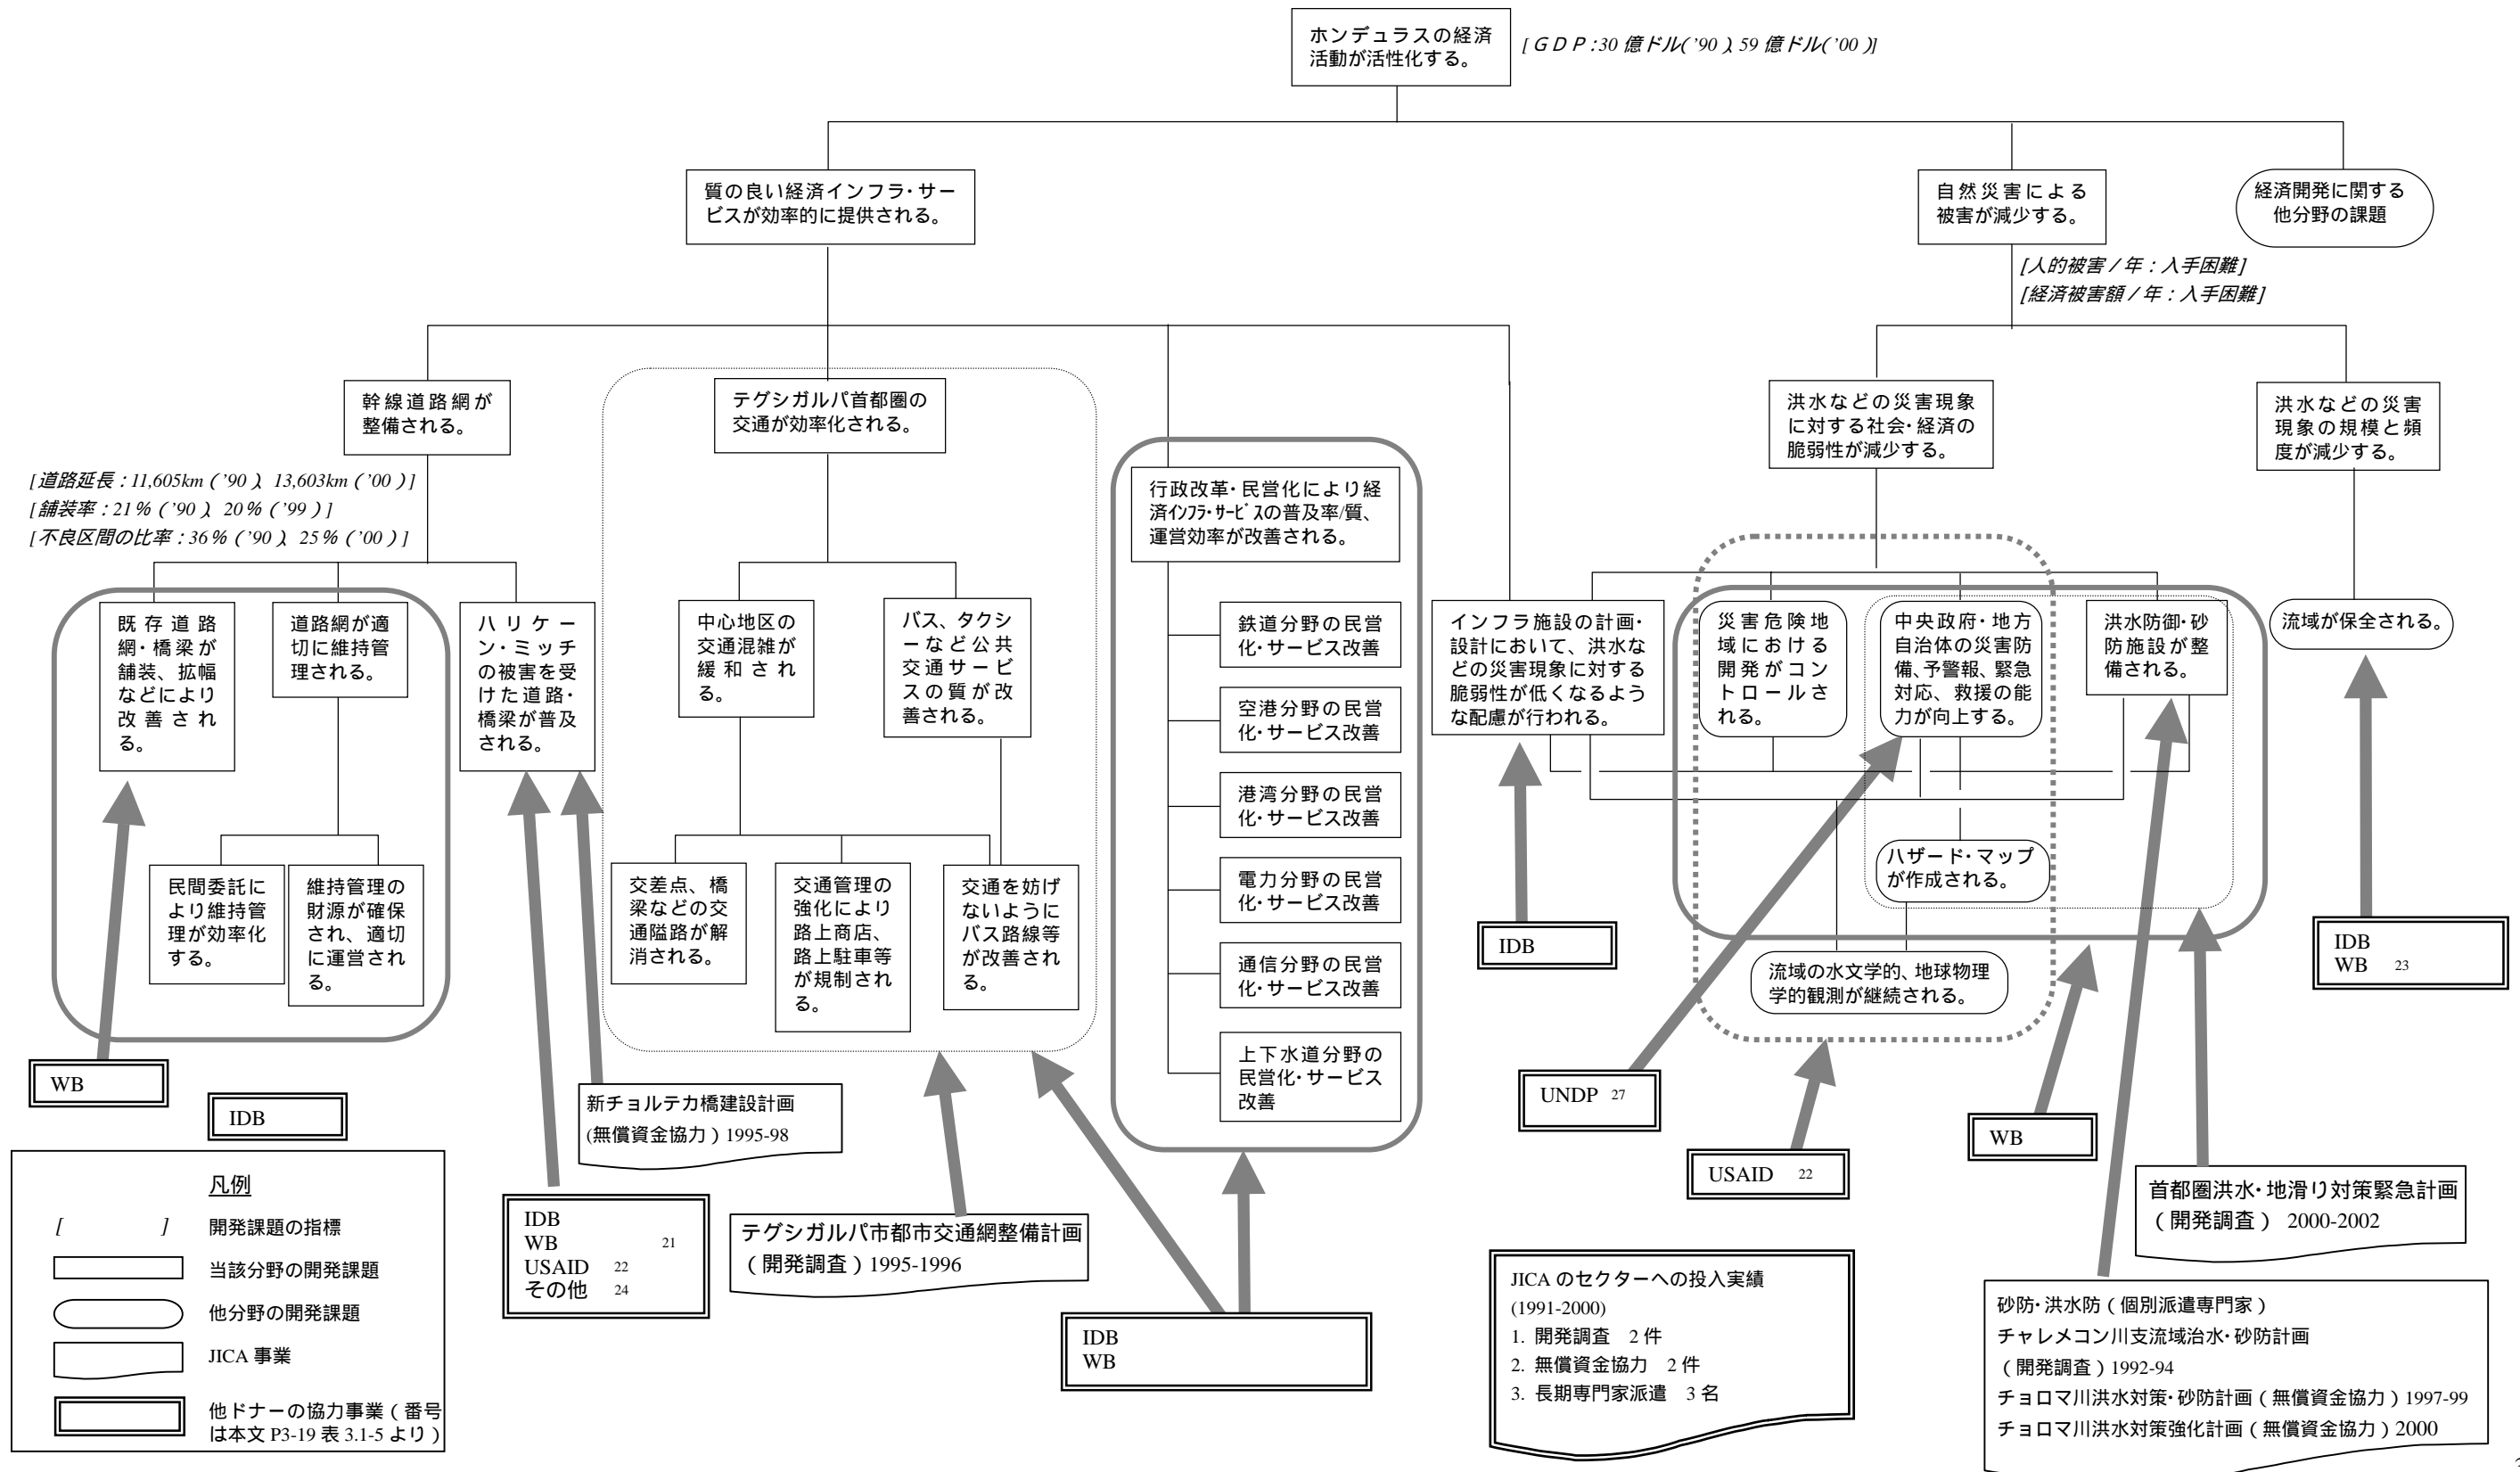 ホンデュラスの経済
活動が活性化する。
[ＧＤＰ:30 億ドル( ’90 )、59 億ドル( ’00 )]
質の良い経済インフラ･サー
ビスが効率的に提供される。
自然災害による
被害が減少する。
経済開発に関する
他分野の課題
[人的被害 / 年：入手困難]
[経済被害額 / 年：入手困難]
幹線道路網が
整備される。
テグシガルパ首都圏の
交通が効率化される。
洪水などの災害現象
に対する社会･経済の
脆弱性が減少する。
洪水などの災害
現象の規模と頻
度が減少する。
[道路延長：11,605km ( ’90 )、13,603km ( ’00 ) ]
[舗装率：21％ ( ’90 )、20％ ( ’99 ) ]
[不良区間の比率：36％ ( ’90 )、25％ ( ’00 ) ]
行政改革･民営化により経
済ｲﾝﾌﾗ･ｻｰﾋﾞｽの普及率/質、
運営効率が改善される。
既存道路
網･橋梁が
舗装、拡幅
などにより
改善され
る。
道路網が適
切に維持管
理される。
ハリケー
ン･ミッチ
の被害を受
けた道路･
橋梁が普及
される。
中心地区の
交通混雑が
緩和され
る。
バス、タクシ
ーなど公共
交通サービ
スの質が改
善される。
鉄道分野の民営
化･サービス改善
空港分野の民営
化･サービス改善
港湾分野の民営
化･サービス改善
電力分野の民営
化･サービス改善
通信分野の民営
化･サービス改善
上下水道分野の
民営化･サービス
改善
インフラ施設の計画･
設計において、洪水な
どの災害現象に対する
脆弱性が低くなるよう
な配慮が行われる。
災害危険地
域における
開発がコン
トロールさ
れる。
中央政府･地方
自治体の災害防
備、予警報、緊急
対応、救援の能
力が向上する。
洪水防御･砂
防施設が整
備される。
流域が保全される。
民間委託に
より維持管
理が効率化
する。
維持管理の
財源が確保
され、適切
に運営され
る。
交差点、橋
梁などの交
通隘路が解
消される。
交通管理の
強化により
路上商店、
路上駐車等
が規制され
る。
交通を妨げ
ないように
バス路線等
が改善され
る。
ハザード･マップ
が作成される。
流域の水文学的、地球物理
学的観測が継続される。
IDB
IDB
WB 23
WB
IDB
新チョルテカ橋建設計画
(無償資金協力 ) 1995-98
UNDP 27
USAID 22
WB
首都圏洪水･地滑り対策緊急計画
( 開発調査 ) 2000-2002
IDB
WB 21
USAID 22
その他 24
テグシガルパ市都市交通網整備計画
( 開発調査 ) 1995-1996
IDB
WB
JICA のセクターへの投入実績
(1991-2000)
1. 開発調査 2 件
2. 無償資金協力 2 件
3. 長期専門家派遣 3 名
砂防･洪水防 ( 個別派遣専門家 )
チャレメコン川支流域治水･砂防計画
( 開発調査 ) 1992-94
チョロマ川洪水対策･砂防計画 ( 無償資金協力 ) 1997-99
チョロマ川洪水対策強化計画 ( 無償資金協力 ) 2000
凡例
[ ] 開発課題の指標
当該分野の開発課題
他分野の開発課題
JICA 事業
他ドナーの協力事業 ( 番号
は本文 P3-19 表 3.1-5 より )